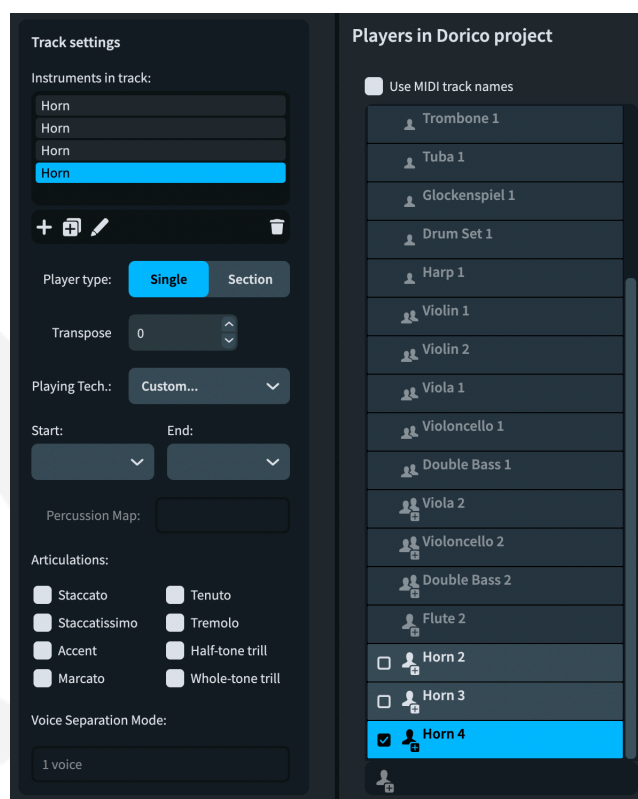 Track settings
Instruments in track:
Horn
Horn
Horn
Horn
Player type: Single Section
Transpose 0
Playing Tech.: Custom...
Start: End:
Percussion Map:
Articulations:
Staccato Tenuto
Staccatissimo Tremolo
Accent Half-tone trill
Marcato Whole-tone trill
Voice Separation Mode:
1 voice
Players in Dorico project
Use MIDI track names
Trombone 1
Tuba 1
Glockenspiel 1
Drum Set 1
Harp 1
Violin 1
Violin 2
Viola 1
Violoncello 1
Double Bass 1
Viola 2
Violoncello 2
Double Bass 2
Flute 2
Horn 2
Horn 3
Horn 4